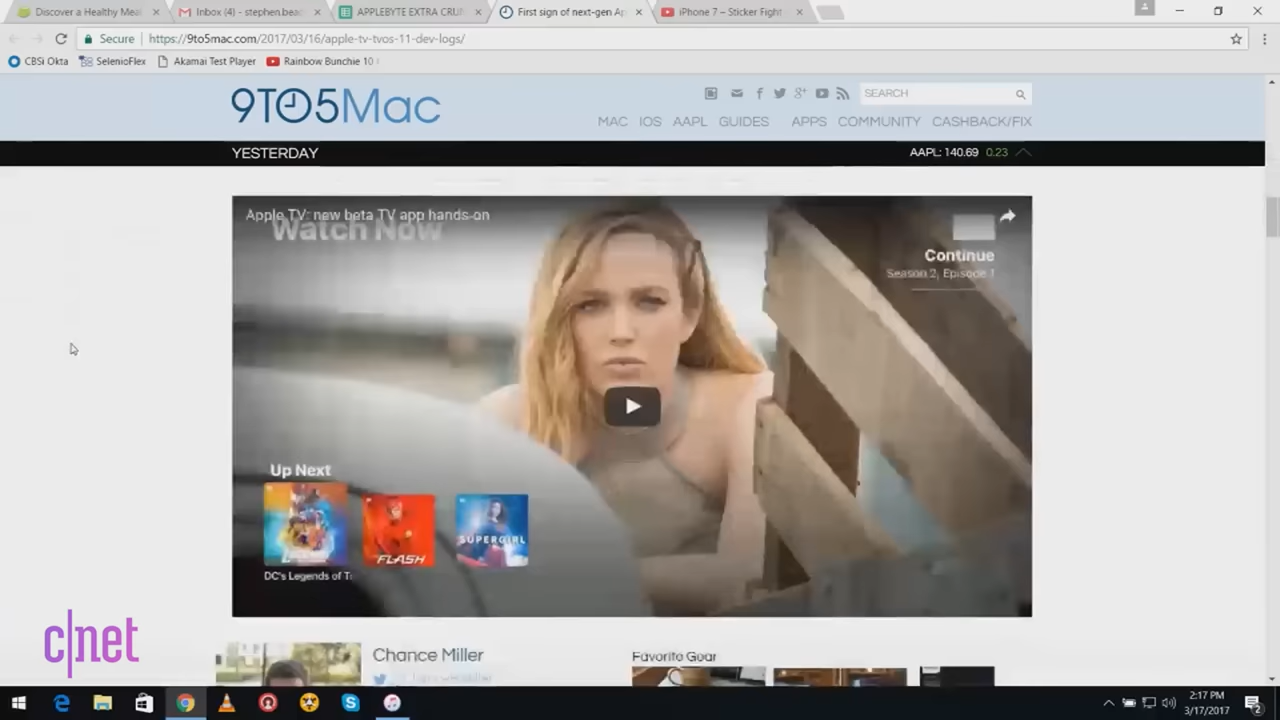 Discover a Healthy Meal
Inbox (4) - stephen.bea
APPLEBYTE EXTRA CRU
First sign of next-gen Ap
iPhone 7 – Sticker Fight
Secure
https://9to5mac.com/2017/03/16/apple-tv-tvos-11-dev-logs/
CBSi Okta
SelenioFlex
Akamai Test Player
Rainbow Bunchie 10
9TO5Mac
SEARCH
MAC IOS AAPL GUIDES APPS COMMUNITY CASHBACK/FIX
YESTERDAY
AAPL: 140.69 0.23
Apple TV: new beta TV app hands-on
Watch Now
Continue
Season 2, Episode 1
Up Next
FLASH
SUPERGIRL
DC's Legends of T
Chance Miller
Favorite Gear
c|net
2:17 PM
3/17/2017
2